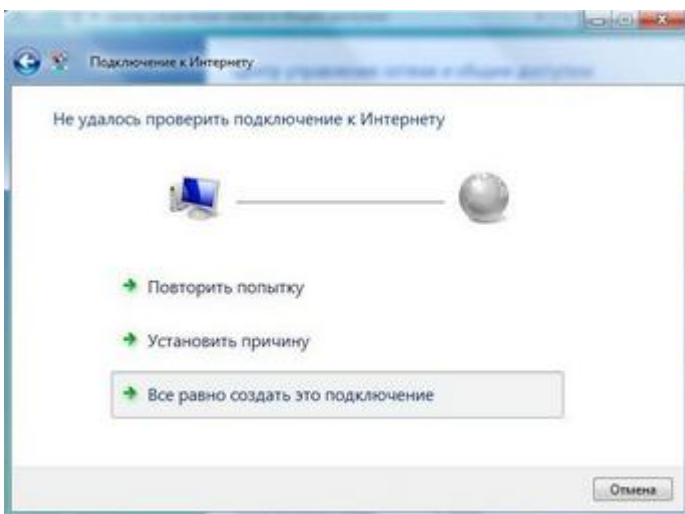 Подключение к Интернету
Не удалось проверить подключение к Интернету
Повторить попытку
Установить причину
Все равно создать это подключение
Отмена